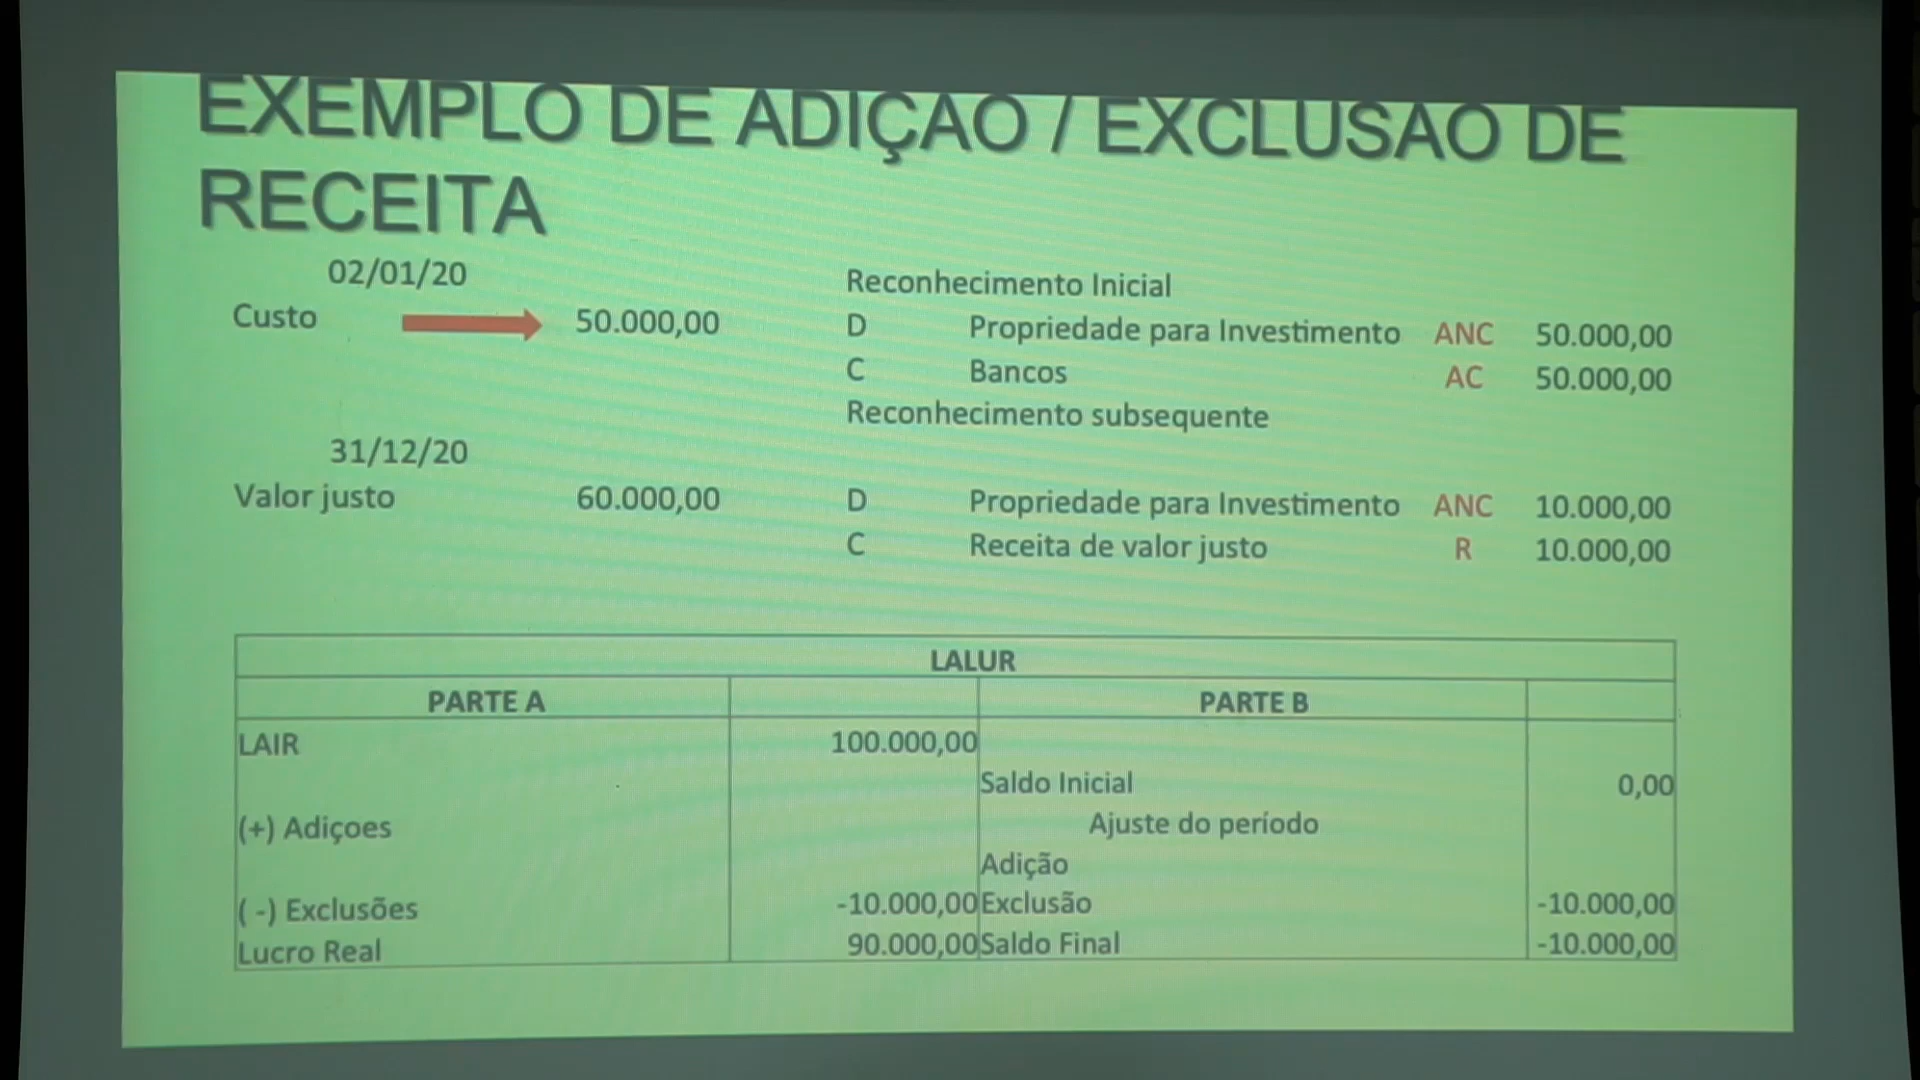 EXEMPLO DE ADIÇAO / EXCLUSAO DE
RECEITA
02/01/20
Custo 50.000,00
31/12/20
Valor justo 60.000,00
Reconhecimento Inicial
D Propriedade para Investimento ANC 50.000,00
C Bancos AC 50.000,00
Reconhecimento subsequente
D Propriedade para Investimento ANC 10.000,00
C Receita de valor justo R 10.000,00
LALUR
PARTE A PARTE B
LAIR 100.000,00
Saldo Inicial 0,00
(+) Adiçoes Ajuste do período
Adição
( -) Exclusões -10.000,00 Exclusão -10.000,00
Lucro Real 90.000,00 Saldo Final -10.000,00